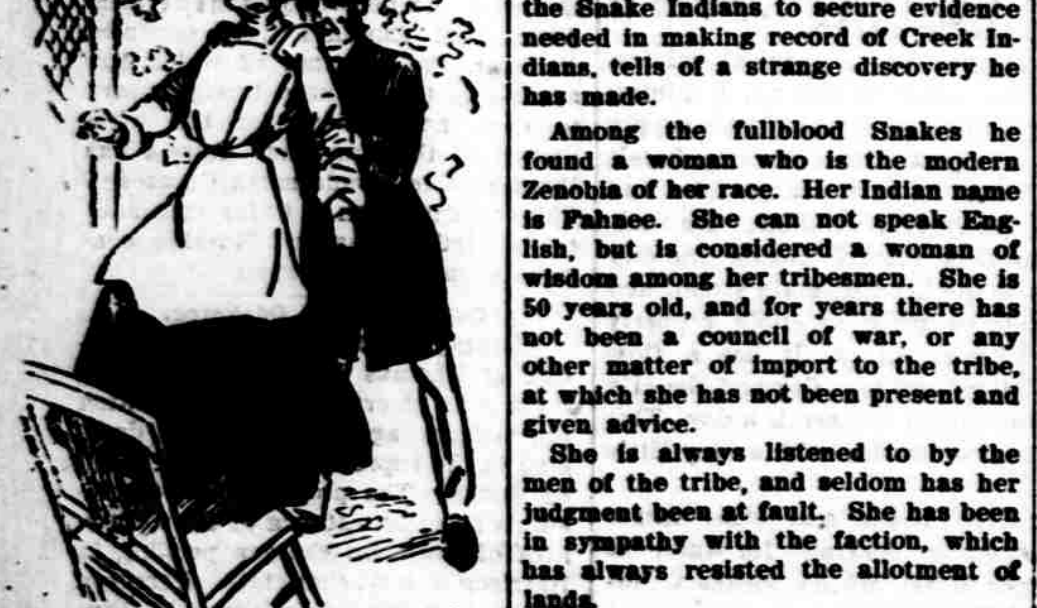 the Snake Indians to secure evidence
needed in making record of Creek In-
dians, tells of a strange discovery he
has made.
Among the fullblood Snakes he
found a woman who is the modern
Zenobia of her race. Her Indian name
is Fahnee. She can not speak Eng-
lish, but is considered a woman of
wisdom among her tribesmen. She is
50 years old, and for years there has
not been a council of war, or any
other matter of import to the tribe,
at which she has not been present and
given advice.
She is always listened to by the
men of the tribe, and seldom has her
judgment been at fault. She has been
in sympathy with the faction, which
has always resisted the allotment of
lands.